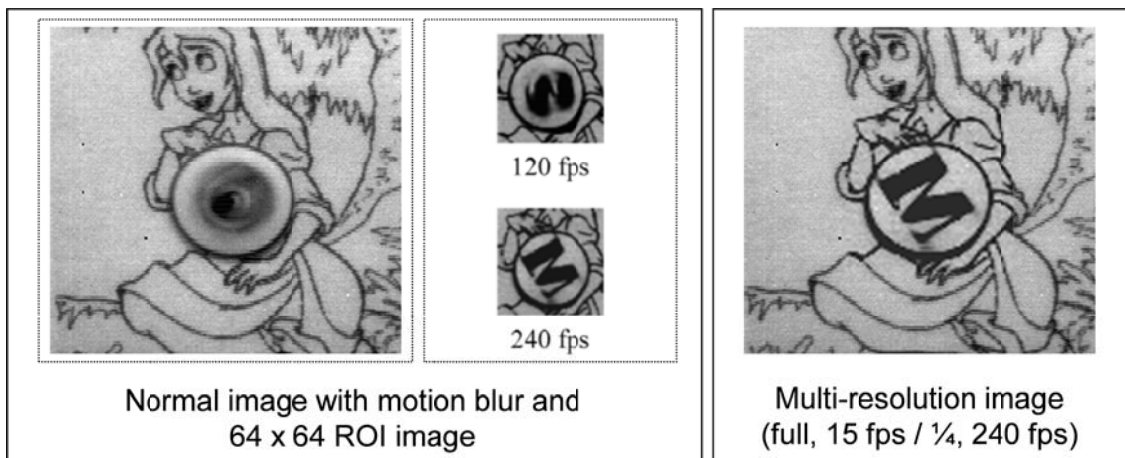 M
120 fps
M
240 fps
Normal image with motion blur and
64 x 64 ROI image
M
Multi-resolution image
(full, 15 fps / ¼, 240 fps)